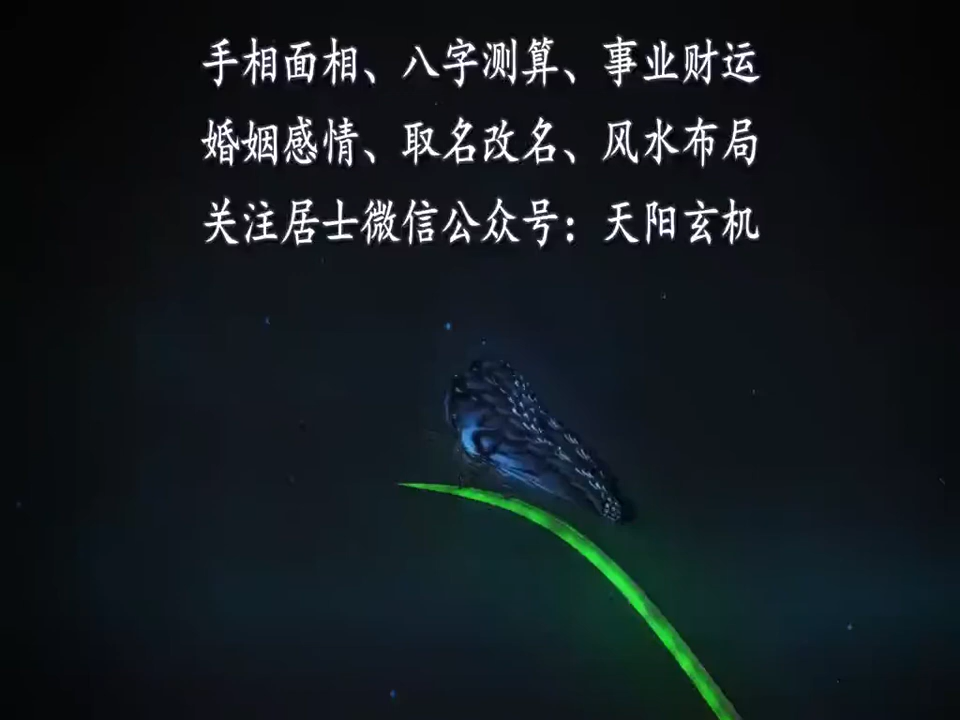 手相面相、八字测算、事业财运
婚姻感情、取名改名、风水布局
关注居士微信公众号：天阳玄机